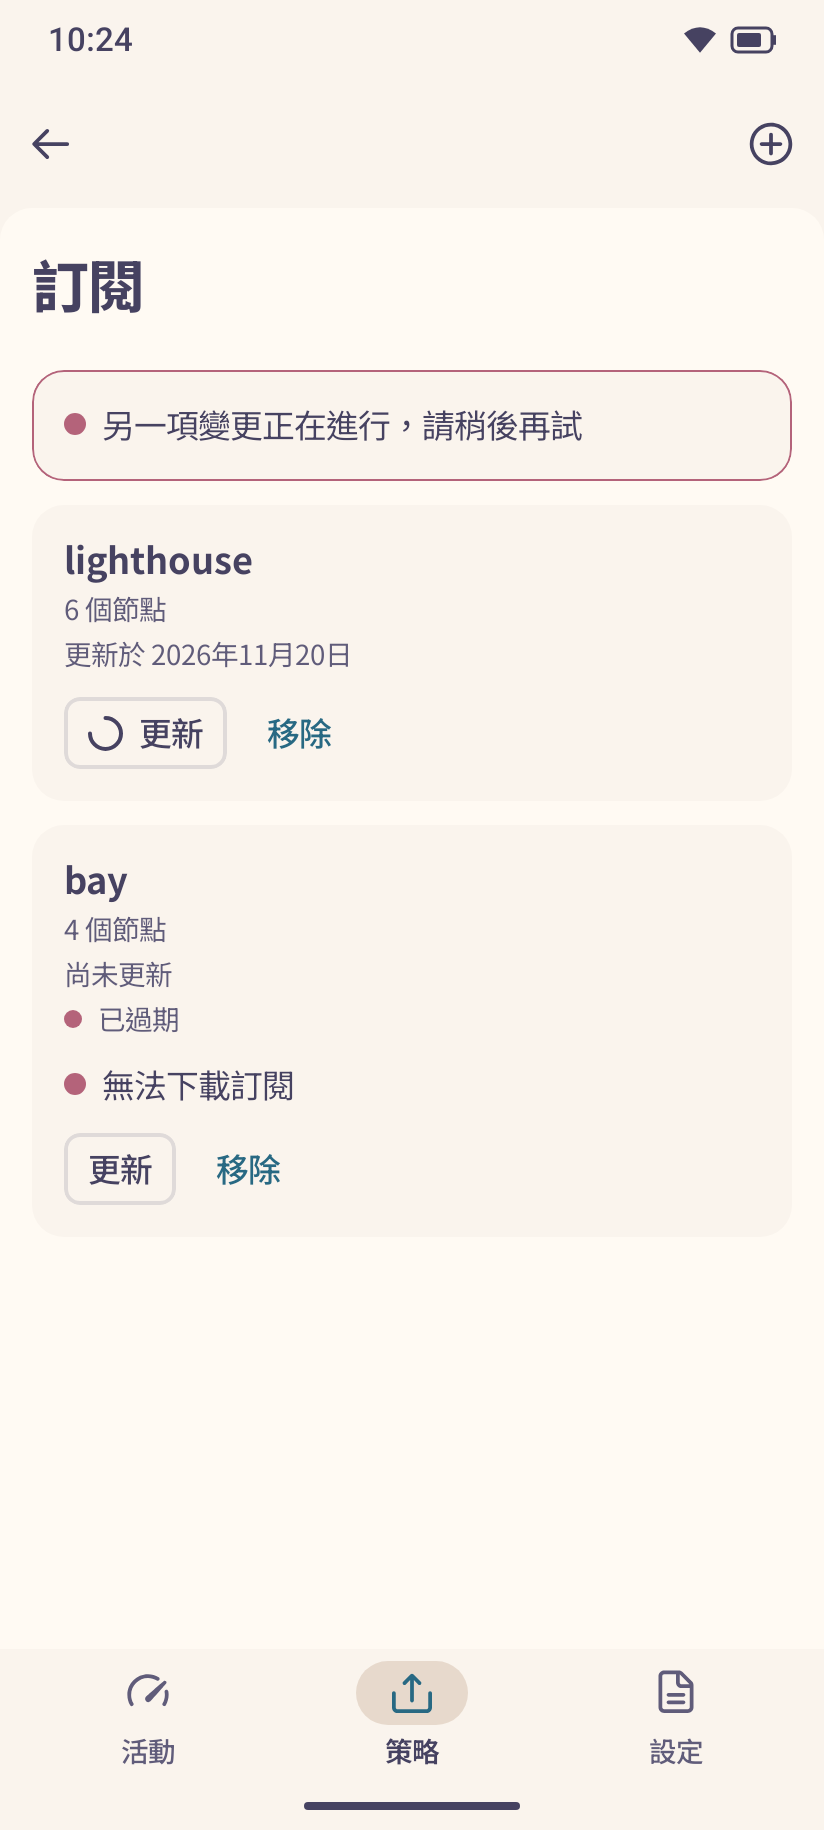 10:24
訂閱
另一項變更正在進行，請稍後再試
lighthouse
6 個節點
更新於 2026年11月20日
更新
移除
bay
4 個節點
尚未更新
已過期
無法下載訂閱
更新
移除
活動
策略
設定